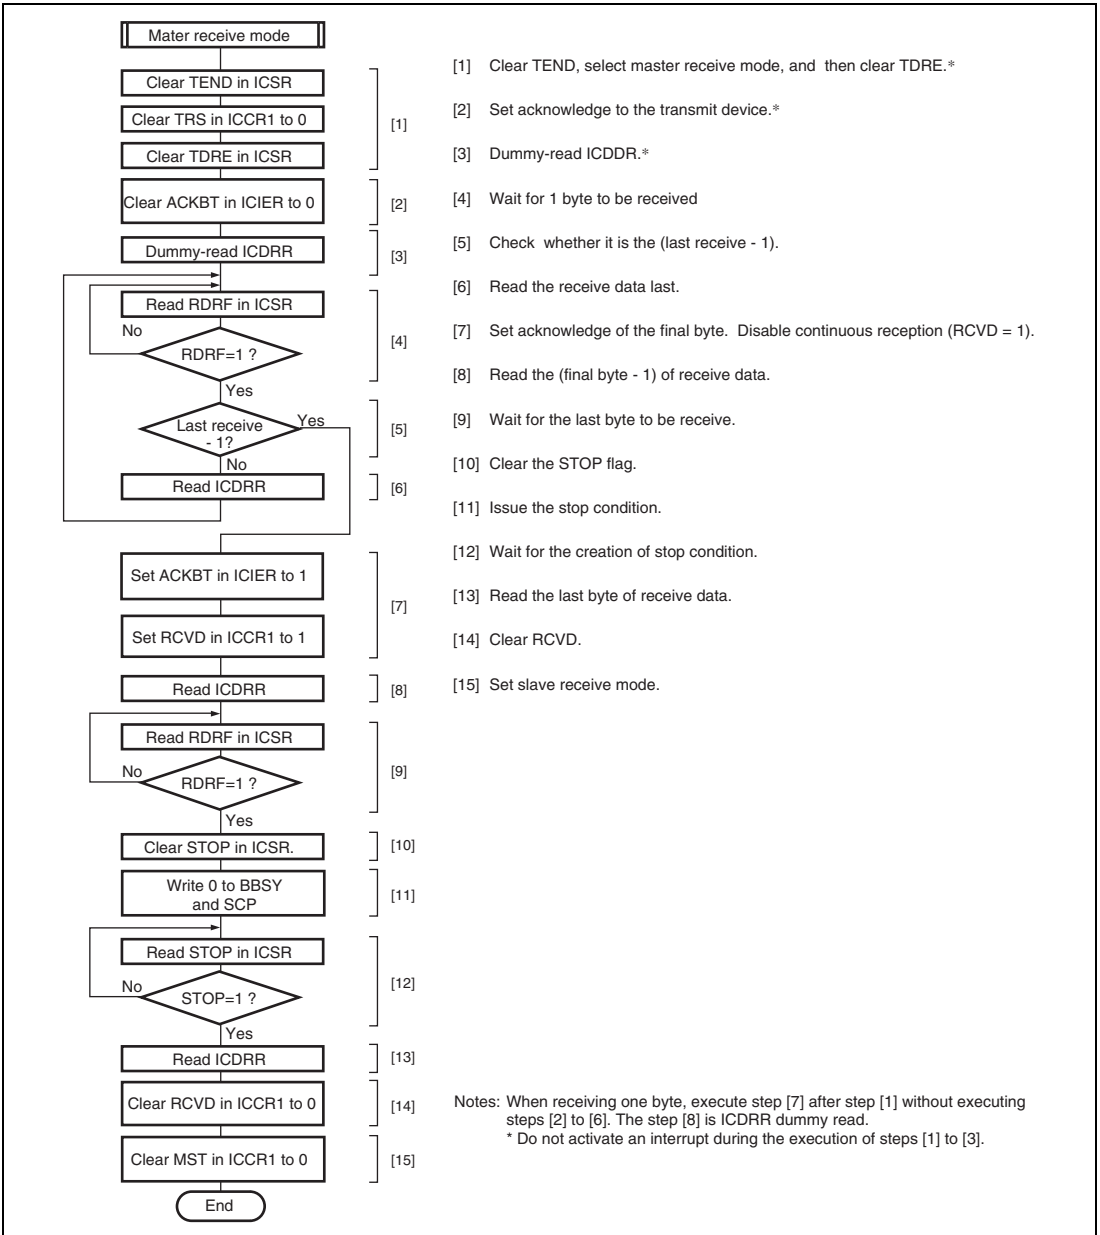 Mater receive mode
Clear TEND in ICSR
Clear TRS in ICCR1 to 0
[1]
Clear TDRE in ICSR
Clear ACKBT in ICIER to 0
[2]
Dummy-read ICDRR
[3]
Read RDRF in ICSR
No
RDRF=1 ?
[4]
Yes
Last receive
- 1?
Yes
[5]
No
Read ICDRR
[6]
Set ACKBT in ICIER to 1
[7]
Set RCVD in ICCR1 to 1
Read ICDRR
[8]
Read RDRF in ICSR
No
RDRF=1 ?
[9]
Yes
Clear STOP in ICSR.
[10]
Write 0 to BBSY
and SCP
[11]
Read STOP in ICSR
No
STOP=1 ?
[12]
Yes
Read ICDRR
[13]
Clear RCVD in ICCR1 to 0
[14]
Clear MST in ICCR1 to 0
[15]
End
[1] Clear TEND, select master receive mode, and then clear TDRE.*
[2] Set acknowledge to the transmit device.*
[3] Dummy-read ICDDR.*
[4] Wait for 1 byte to be received
[5] Check whether it is the (last receive - 1).
[6] Read the receive data last.
[7] Set acknowledge of the final byte. Disable continuous reception (RCVD = 1).
[8] Read the (final byte - 1) of receive data.
[9] Wait for the last byte to be receive.
[10] Clear the STOP flag.
[11] Issue the stop condition.
[12] Wait for the creation of stop condition.
[13] Read the last byte of receive data.
[14] Clear RCVD.
[15] Set slave receive mode.
Notes: When receiving one byte, execute step [7] after step [1] without executing
steps [2] to [6]. The step [8] is ICDRR dummy read.
* Do not activate an interrupt during the execution of steps [1] to [3].